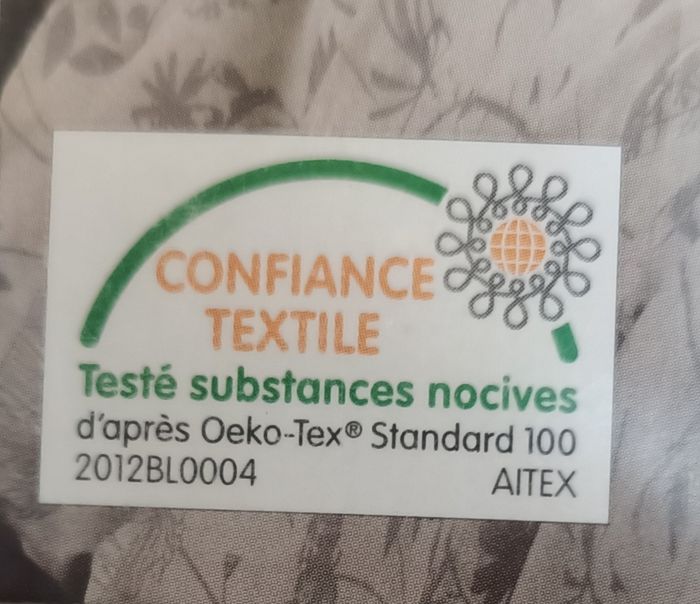 CONFIANCE
TEXTILE
Testé substances nocives
d'après Oeko-Tex® Standard 100
2012BL0004 AITEX